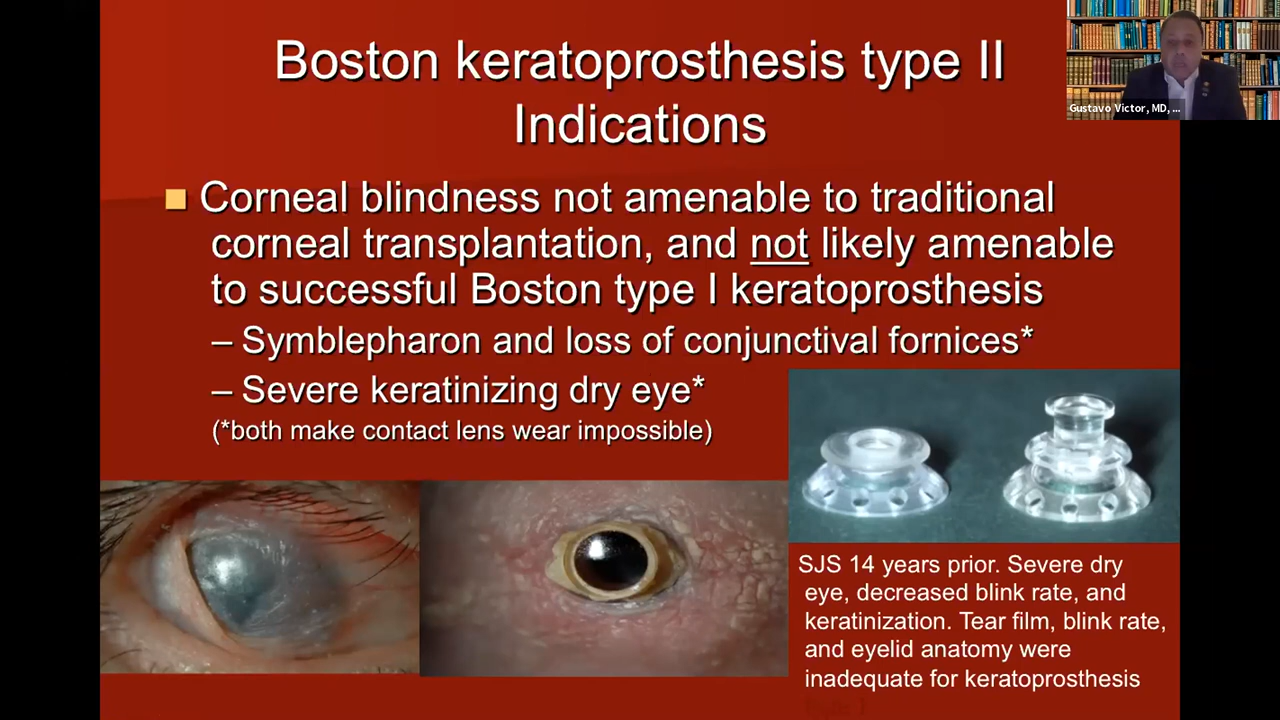 Boston keratoprosthesis type II
Indications
Gustavo Victor, MD, ...
■ Corneal blindness not amenable to traditional
corneal transplantation, and not likely amenable
to successful Boston type I keratoprosthesis
– Symblepharon and loss of conjunctival fornices*
– Severe keratinizing dry eye*
(*both make contact lens wear impossible)
SJS 14 years prior. Severe dry
eye, decreased blink rate, and
keratinization. Tear film, blink rate,
and eyelid anatomy were
inadequate for keratoprosthesis